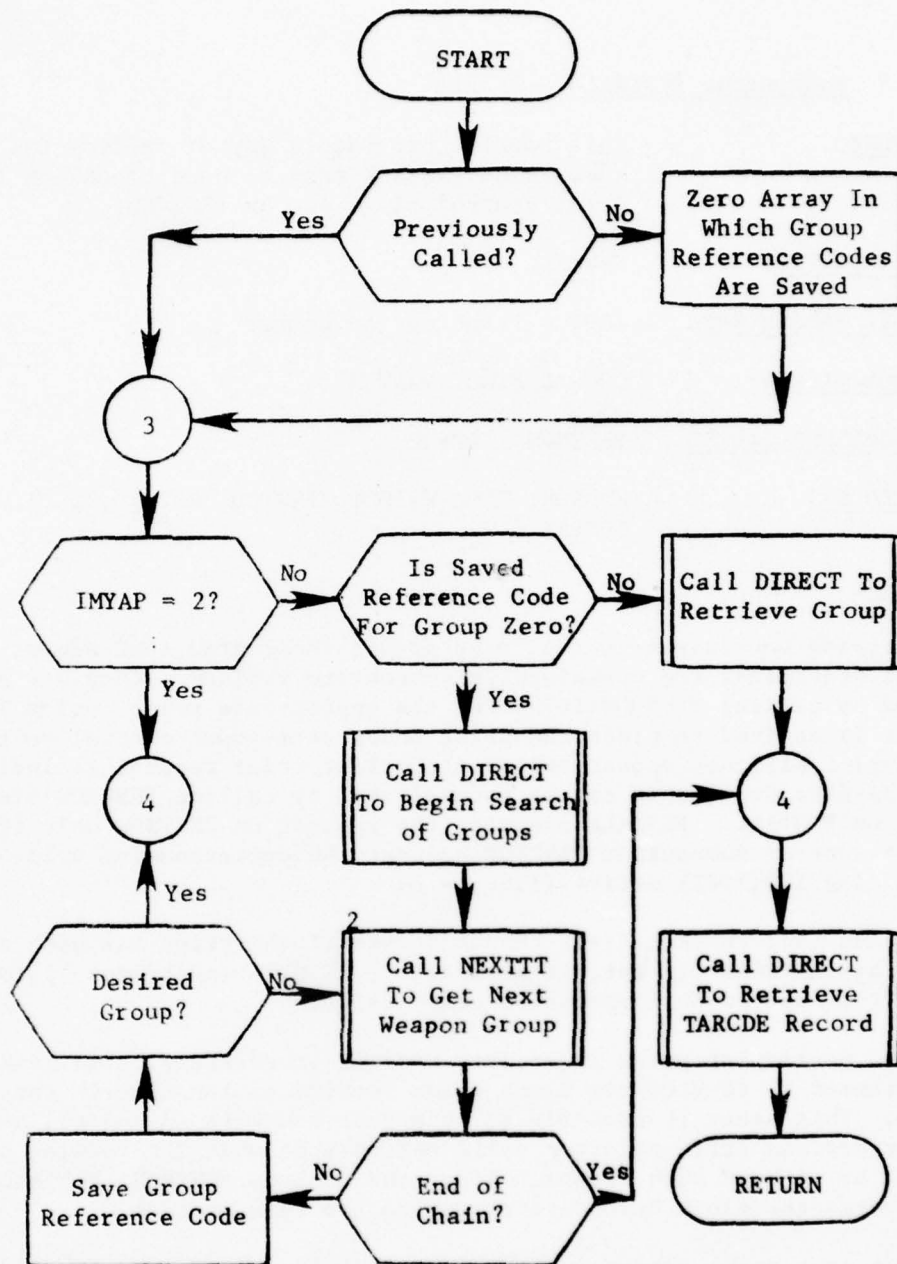 START
Previously
Called?
Yes
No
Zero Array In
Which Group
Reference Codes
Are Saved
3
IMYAP = 2?
No
Is Saved
Reference Code
For Group Zero?
No
Call DIRECT To
Retrieve Group
Yes
Yes
4
Call DIRECT
To Begin Search
of Groups
4
Yes
2
Desired
Group?
No
Call NEXTTT
To Get Next
Weapon Group
Call DIRECT
To Retrieve
TARCDE Record
Save Group
Reference Code
No
End of
Chain?
Yes
RETURN